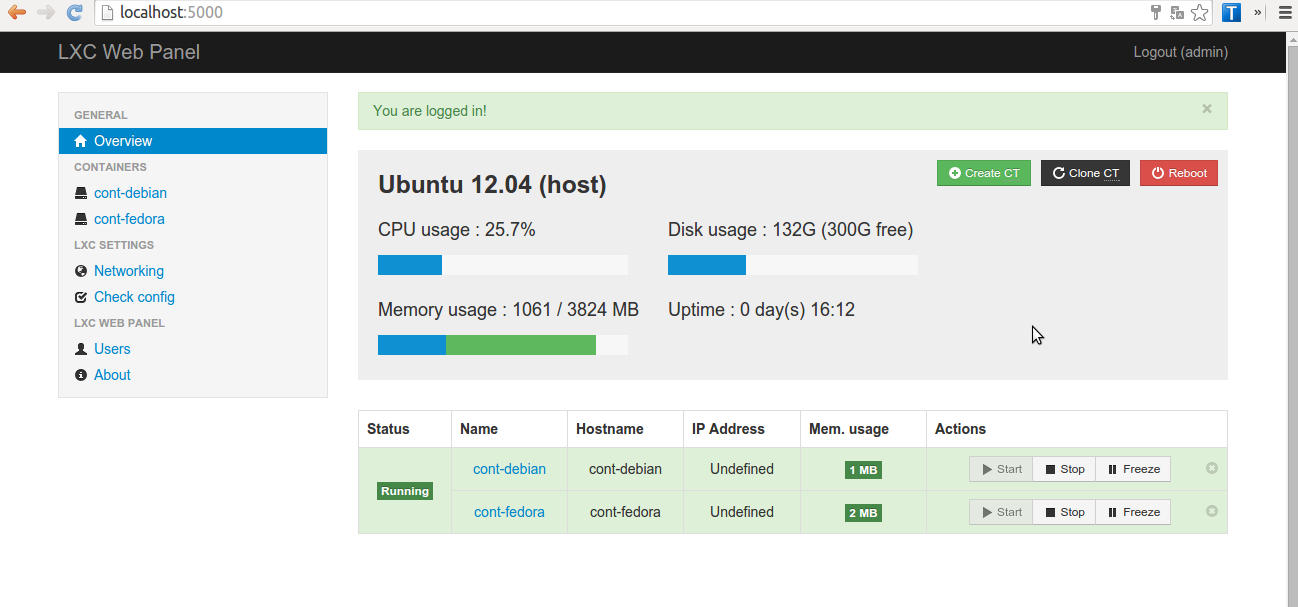 localhost:5000
T »
LXC Web Panel Logout (admin)
GENERAL
Overview
CONTAINERS
cont-debian
cont-fedora
LXC SETTINGS
Networking
Check config
LXC WEB PANEL
Users
About
You are logged in! ×
Ubuntu 12.04 (host)
Create CT Clone CT Reboot
CPU usage : 25.7% Disk usage : 132G (300G free)
Memory usage : 1061 / 3824 MB Uptime : 0 day(s) 16:12
Status Name Hostname IP Address Mem. usage Actions
Running
cont-debian cont-debian Undefined 1 MB Start Stop Freeze
cont-fedora cont-fedora Undefined 2 MB Start Stop Freeze